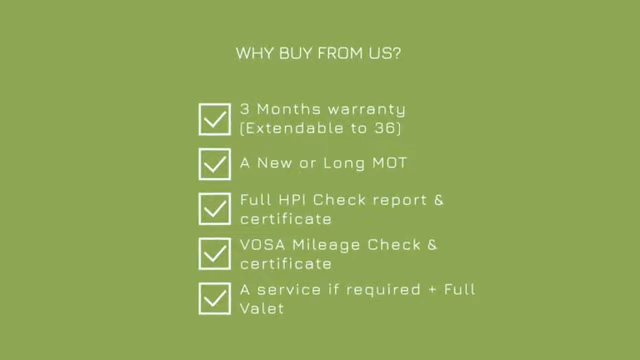 WHY BUY FROM US?
3 Months warranty
(Extendable to 36)
A New or Long MOT
Full HPI Check report &
certificate
VOSA Mileage Check &
certificate
A service if required + Full
Valet